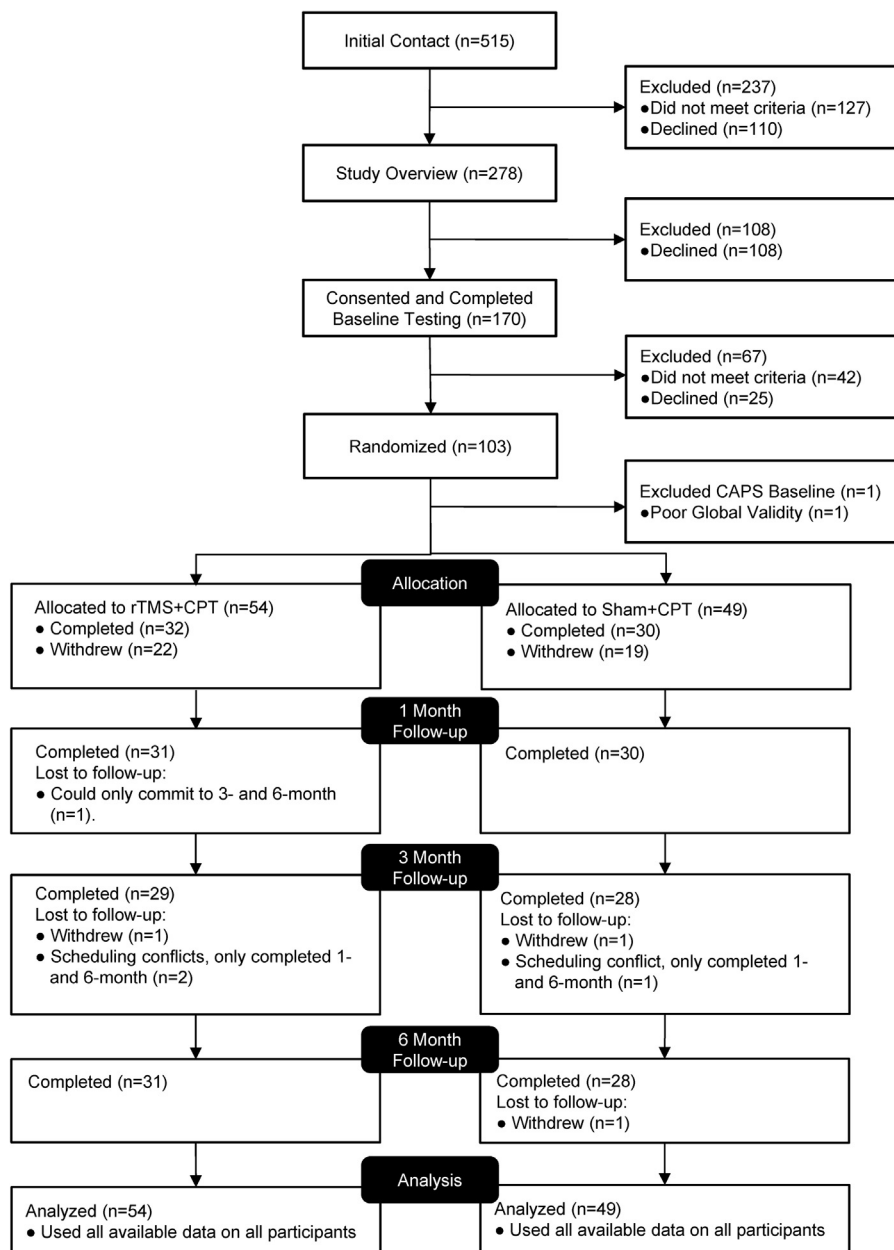 Initial Contact (n=515)
Excluded (n=237)
●Did not meet criteria (n=127)
●Declined (n=110)
Study Overview (n=278)
Excluded (n=108)
●Declined (n=108)
Consented and Completed
Baseline Testing (n=170)
Excluded (n=67)
●Did not meet criteria (n=42)
●Declined (n=25)
Randomized (n=103)
Excluded CAPS Baseline (n=1)
●Poor Global Validity (n=1)
Allocation
Allocated to rTMS+CPT (n=54)
● Completed (n=32)
● Withdrew (n=22)
Allocated to Sham+CPT (n=49)
● Completed (n=30)
● Withdrew (n=19)
1 Month
Follow-up
Completed (n=31)
Lost to follow-up:
● Could only commit to 3- and 6-month
(n=1).
Completed (n=30)
3 Month
Follow-up
Completed (n=29)
Lost to follow-up:
● Withdrew (n=1)
● Scheduling conflicts, only completed 1-
and 6-month (n=2)
Completed (n=28)
Lost to follow-up:
● Withdrew (n=1)
● Scheduling conflict, only completed 1-
and 6-month (n=1)
6 Month
Follow-up
Completed (n=31)
Completed (n=28)
Lost to follow-up:
● Withdrew (n=1)
Analysis
Analyzed (n=54)
● Used all available data on all participants
Analyzed (n=49)
● Used all available data on all participants